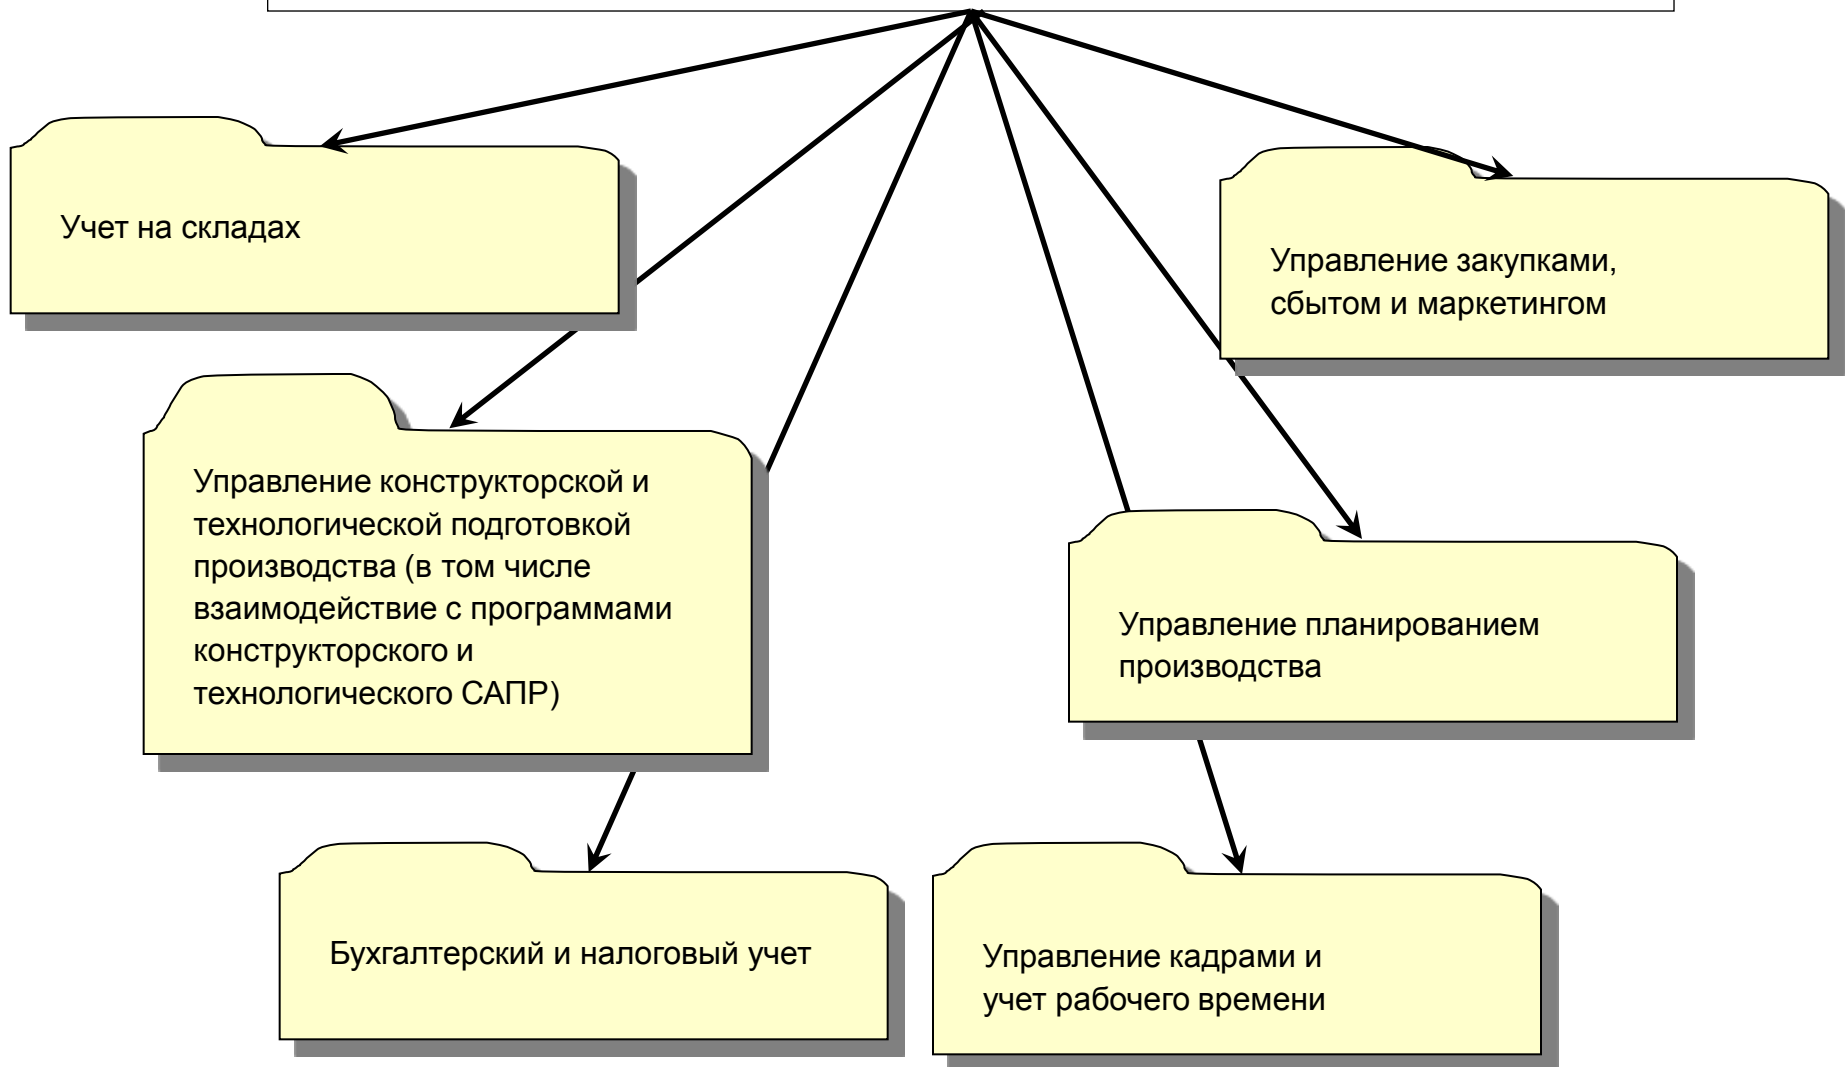 Учет на складах
Управление закупками,
сбытом и маркетингом
Управление конструкторской и
технологической подготовкой
производства (в том числе
взаимодействие с программами
конструкторского и
технологического САПР)
Управление планированием
производства
Бухгалтерский и налоговый учет
Управление кадрами и
учет рабочего времени